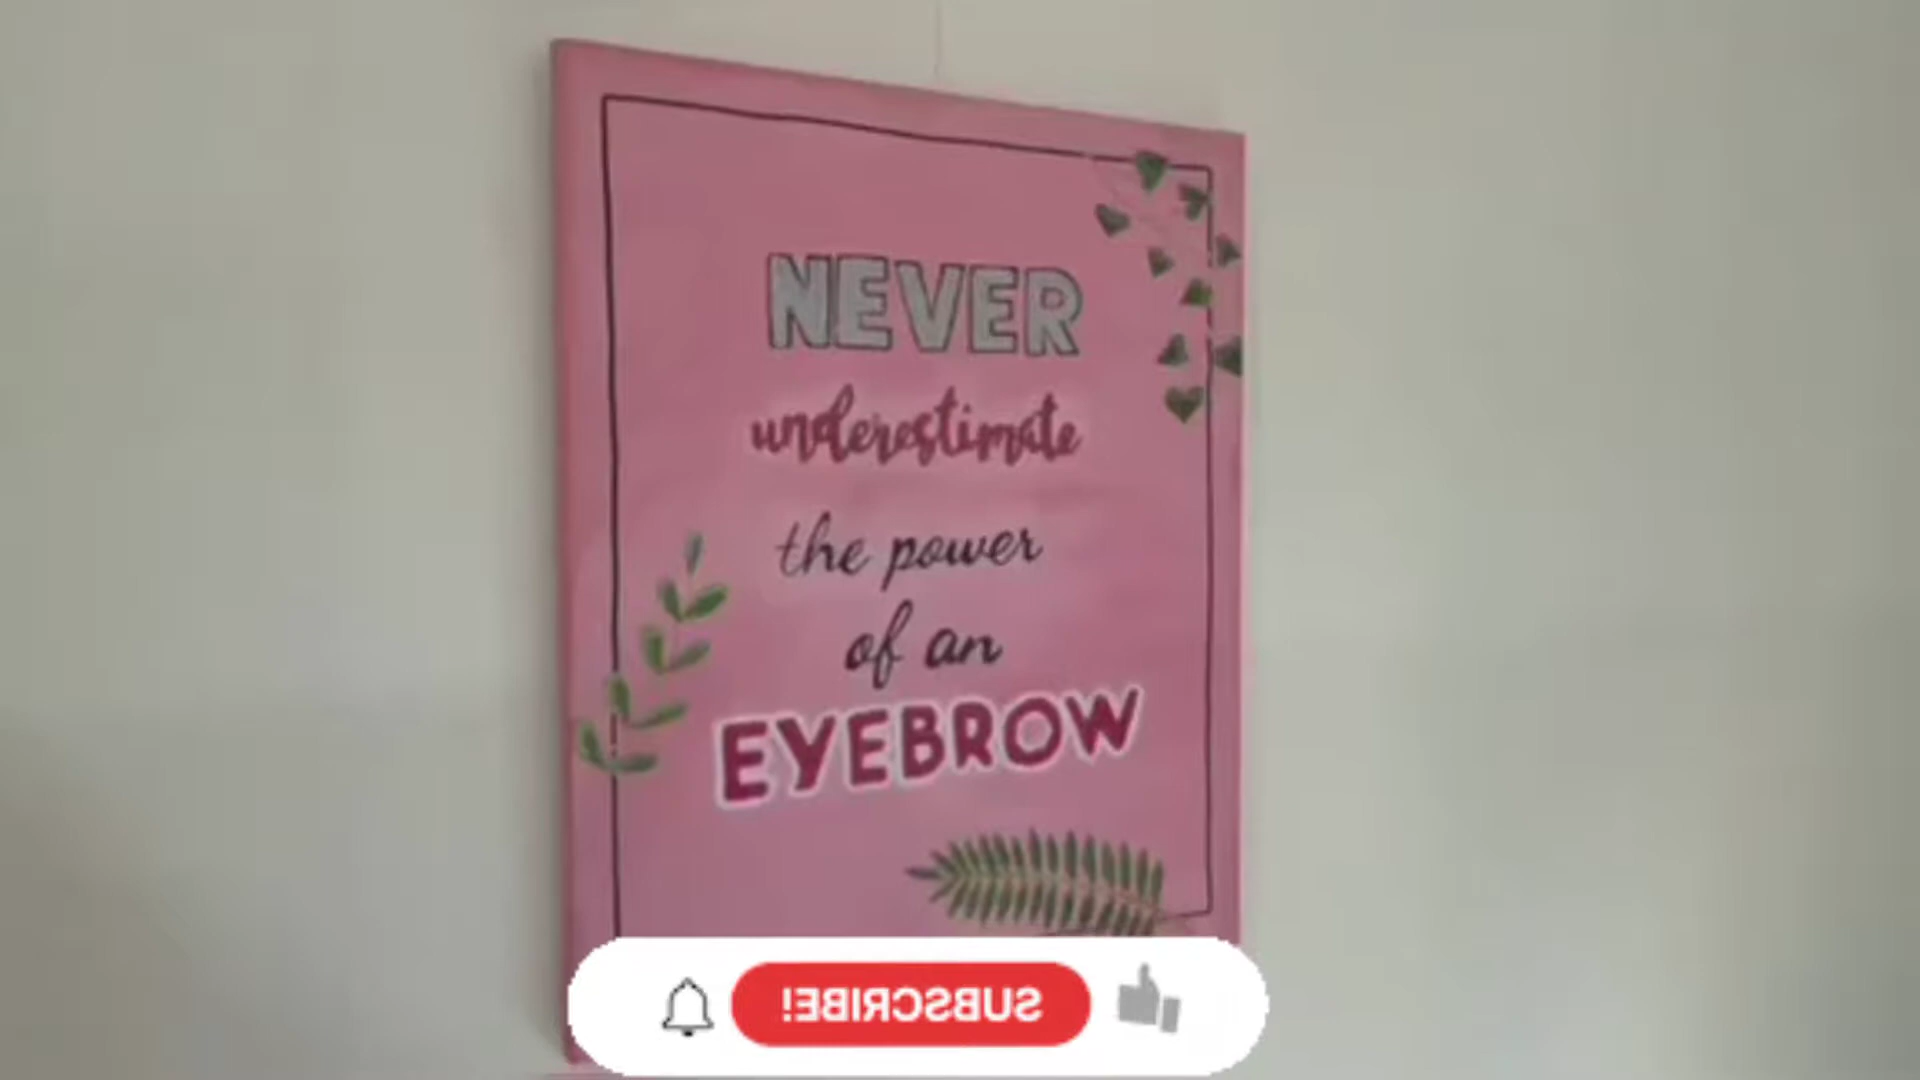 NEVER
underestimate
the power
of an
EYEBROW
SUBSCRIBE!